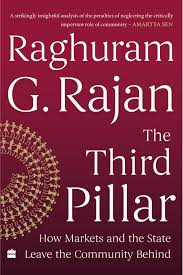 A strikingly insightful analysis of the penalties of neglecting the critically
important role of community – AMARTYA SEN
Raghuram
G. Rajan
The
Third
Pillar
How Markets and the State
Leave the Community Behind